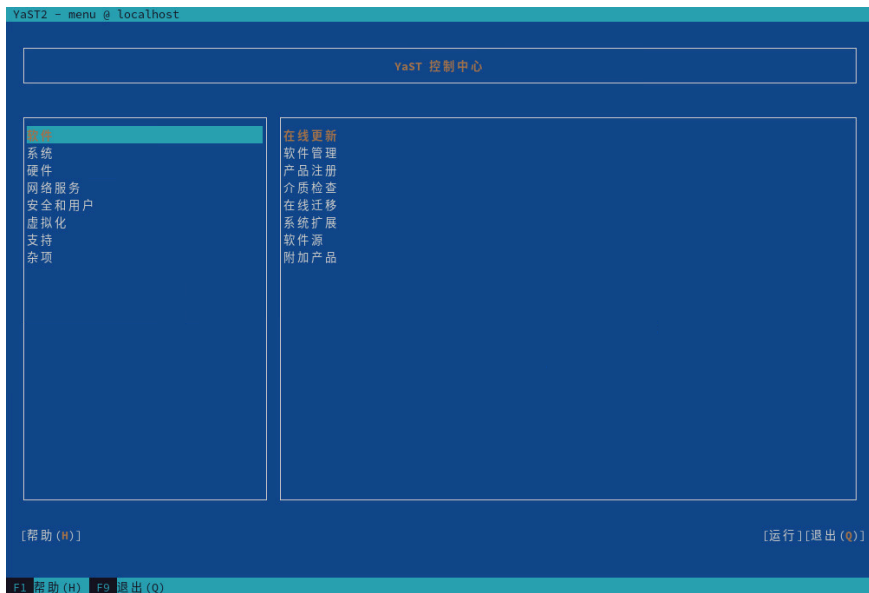 YaST2 - menu @ localhost
YaST 控制中心
软件
系统
硬件
网络服务
安全和用户
虚拟化
支持
杂项
在线更新
软件管理
产品注册
介质检查
在线迁移
系统扩展
软件源
附加产品
[帮助(H)]
[运行][退出(Q)]
F1 帮助(H) F9 退出(Q)